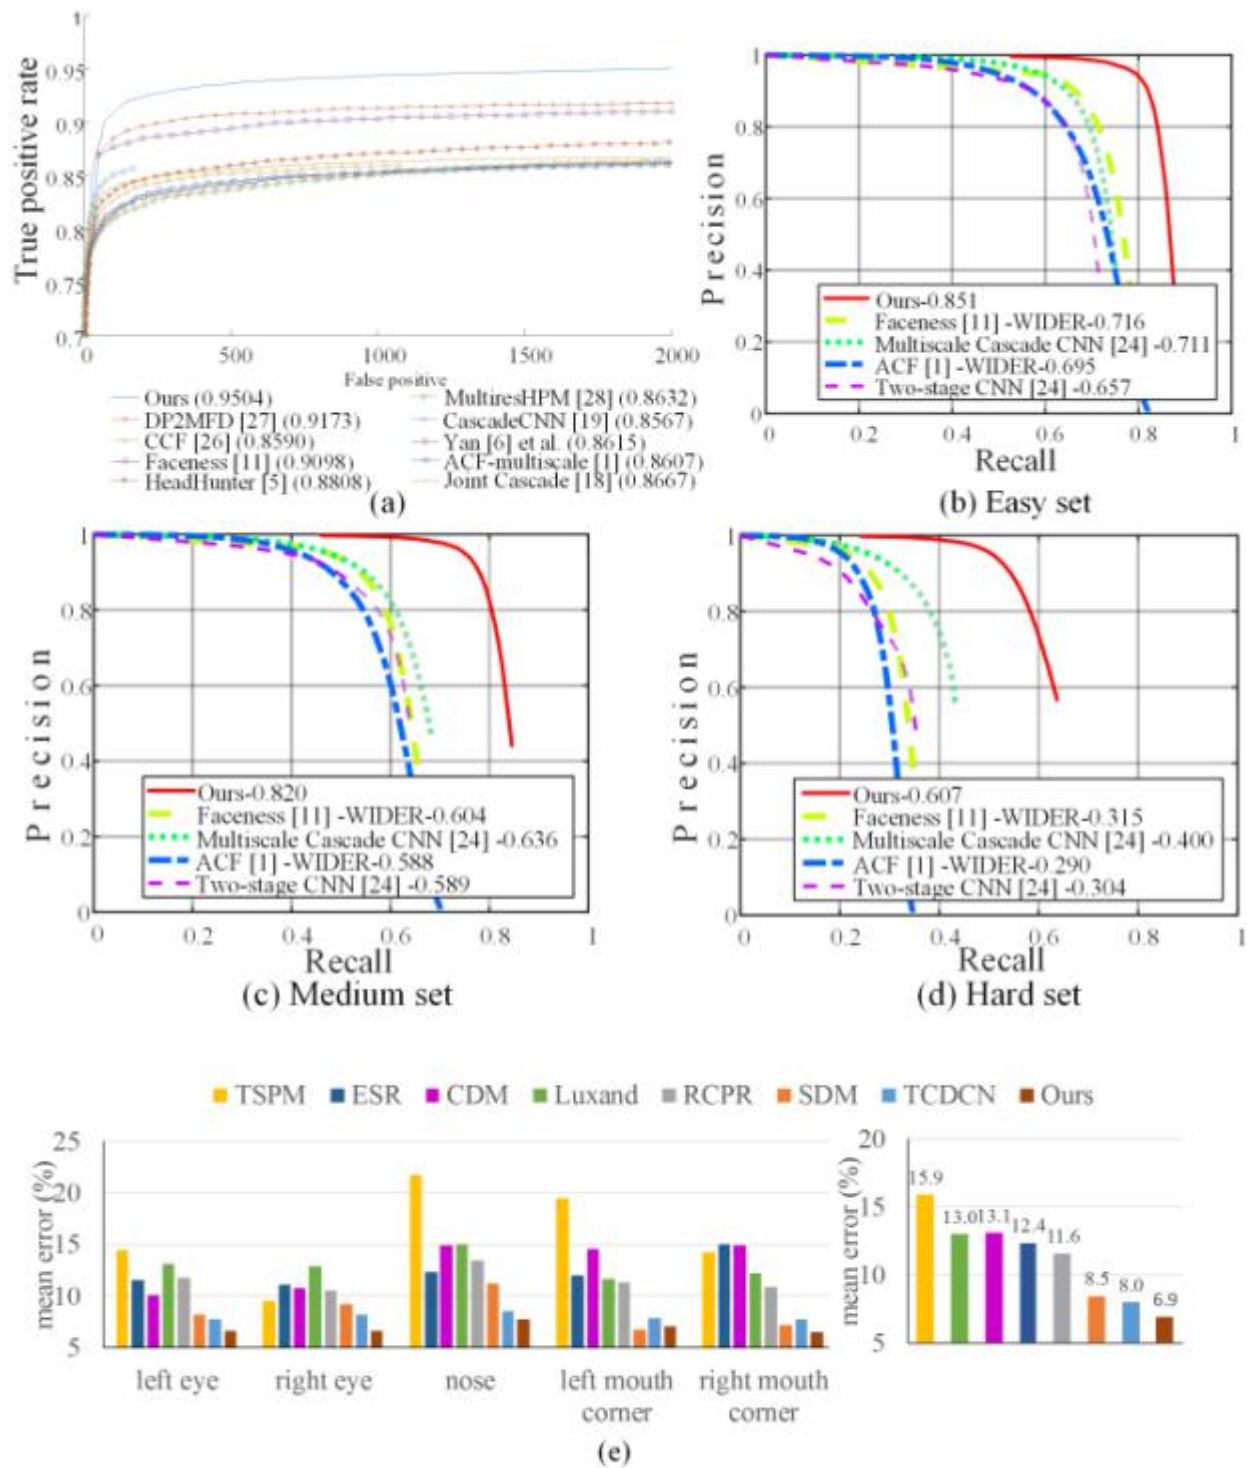 1
0.95
0.9
0.85
0.8
0.75
0.7
True positive rate
0 500 1000 1500 2000
False positive
Ours (0.9504)
DP2MFD [27] (0.9173)
CCF [26] (0.8590)
Faceness [11] (0.9098)
HeadHunter [5] (0.8808)
MultiresHPM [28] (0.8632)
CascadeCNN [19] (0.8567)
Yan [6] et al. (0.8615)
ACF-multiscale [1] (0.8607)
Joint Cascade [18] (0.8667)
(a)
1
0.8
0.6
0.4
0.2
0
Precision
Ours-0.851
Faceness [11] -WIDER-0.716
Multiscale Cascade CNN [24] -0.711
ACF [1] -WIDER-0.695
Two-stage CNN [24] -0.657
0 0.2 0.4 0.6 0.8 1
Recall
(b) Easy set
1
0.8
0.6
0.4
0.2
0
Precision
Ours-0.820
Faceness [11] -WIDER-0.604
Multiscale Cascade CNN [24] -0.636
ACF [1] -WIDER-0.588
Two-stage CNN [24] -0.589
0 0.2 0.4 0.6 0.8 1
Recall
(c) Medium set
1
0.8
0.6
0.4
0.2
0
Precision
Ours-0.607
Faceness [11] -WIDER-0.315
Multiscale Cascade CNN [24] -0.400
ACF [1] -WIDER-0.290
Two-stage CNN [24] -0.304
0 0.2 0.4 0.6 0.8 1
Recall
(d) Hard set
TSPM ESR CDM Luxand RCPR SDM TCDCN Ours
25
20
15
10
5
mean error (%)
left eye right eye nose left mouth corner right mouth corner
20
15
10
5
mean error (%)
15.9 13.0 13.1 12.4 11.6 8.5 8.0 6.9
(e)